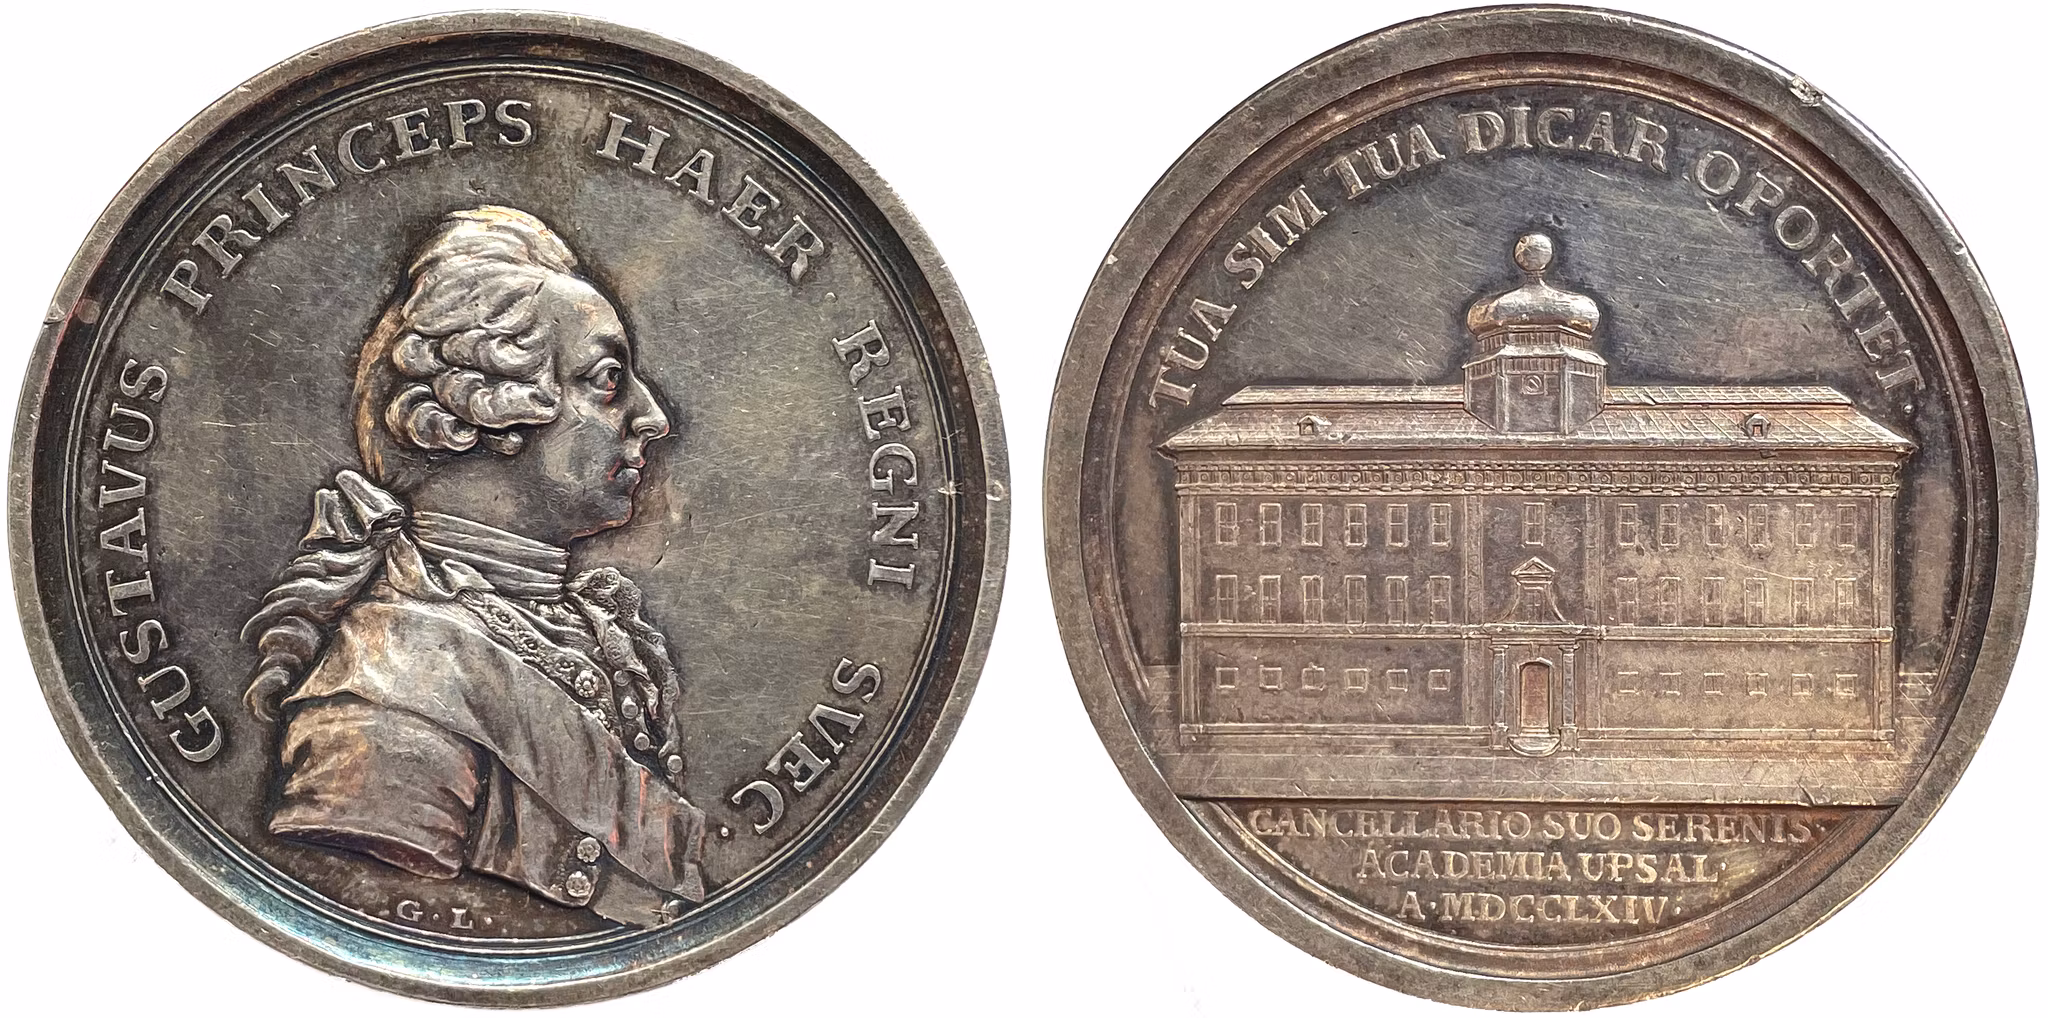 GUSTAVUS PRINCEPS HAER · REGNI SVEC ·
G · L ·
TUA SIM TUA DICAR OPORTET ·
CANCELLARIO SUO SERENIS ·
ACADEMIA UPSAL ·
A · MDCCLXIV ·